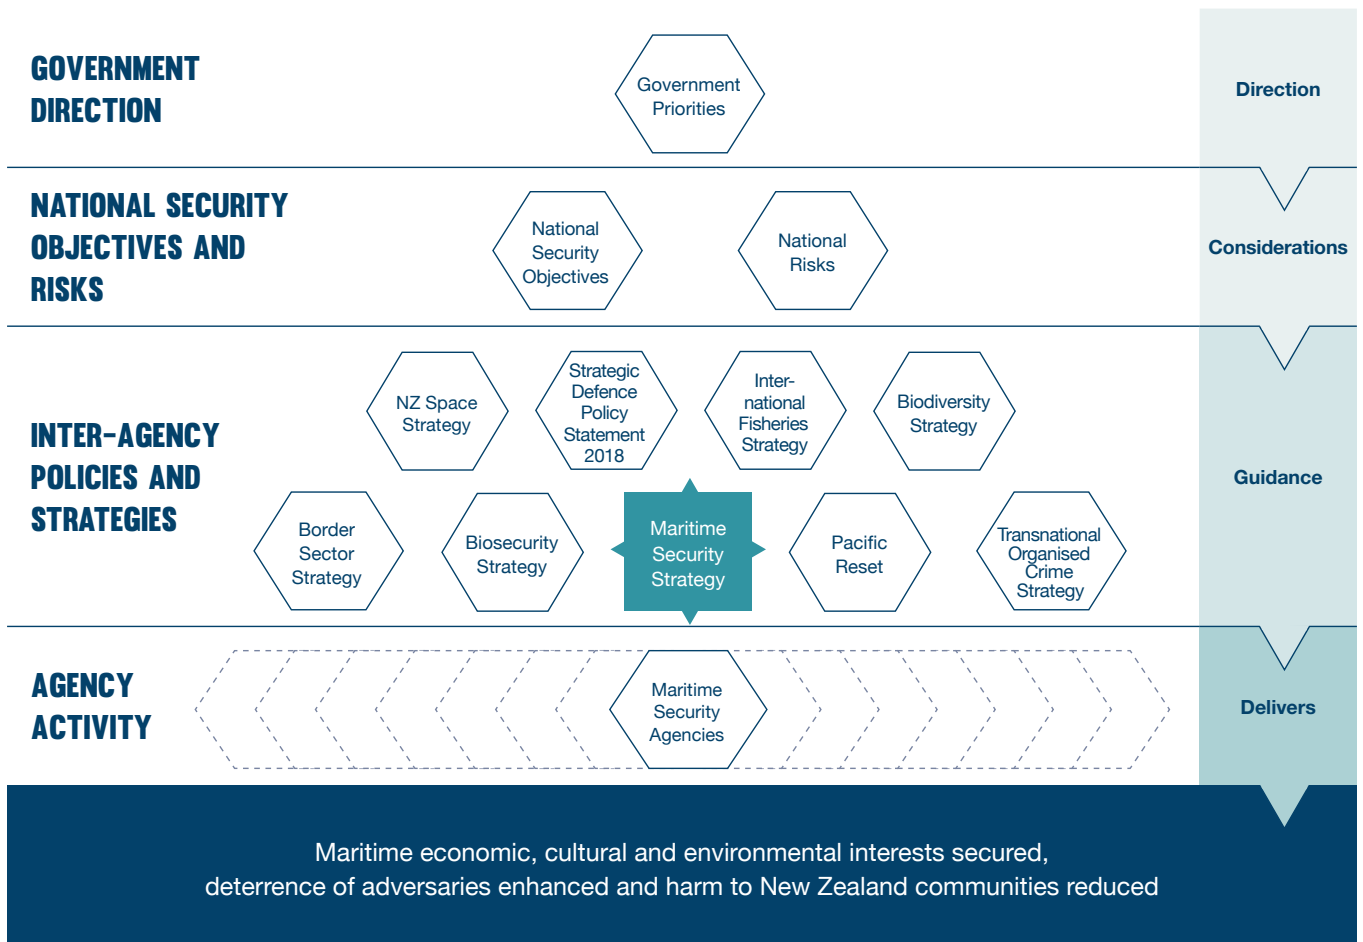 GOVERNMENT
DIRECTION
Government
Priorities
Direction
NATIONAL SECURITY
OBJECTIVES AND
RISKS
National
Security
Objectives
National
Risks
Considerations
INTER-AGENCY
POLICIES AND
STRATEGIES
NZ Space
Strategy
Strategic
Defence
Policy
Statement
2018
Inter-
national
Fisheries
Strategy
Biodiversity
Strategy
Border
Sector
Strategy
Biosecurity
Strategy
Maritime
Security
Strategy
Pacific
Reset
Transnational
Organised
Crime
Strategy
Guidance
AGENCY
ACTIVITY
Maritime
Security
Agencies
Delivers
Maritime economic, cultural and environmental interests secured,
deterrence of adversaries enhanced and harm to New Zealand communities reduced